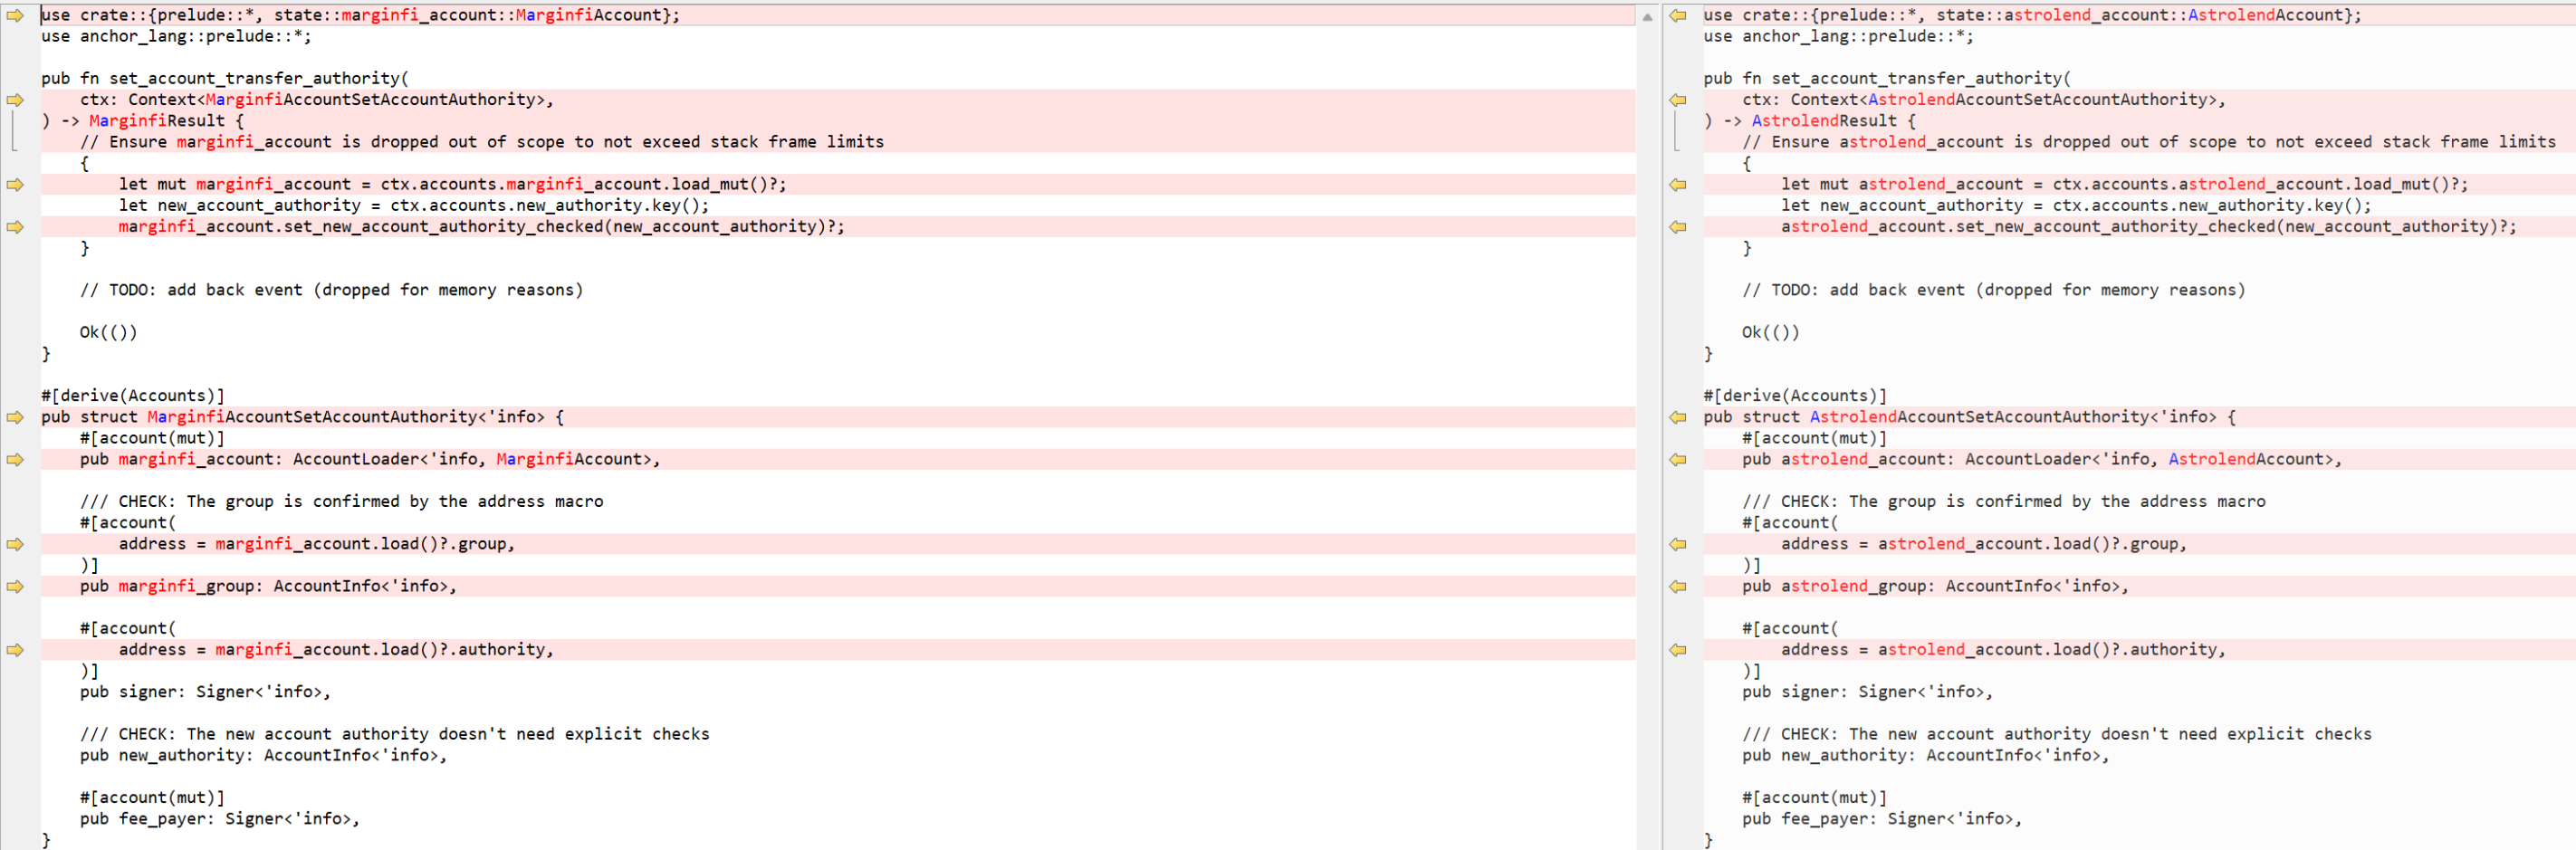 use crate::{prelude::*, state::marginfi_account::MarginfiAccount};
use anchor_lang::prelude::*;

pub fn set_account_transfer_authority(
    ctx: Context<MarginfiAccountSetAccountAuthority>,
) -> MarginfiResult {
    // Ensure marginfi_account is dropped out of scope to not exceed stack frame limits
    {
        let mut marginfi_account = ctx.accounts.marginfi_account.load_mut()?;
        let new_account_authority = ctx.accounts.new_authority.key();
        marginfi_account.set_new_account_authority_checked(new_account_authority)?;
    }

    // TODO: add back event (dropped for memory reasons)

    Ok(())
}

#[derive(Accounts)]
pub struct MarginfiAccountSetAccountAuthority<'info> {
    #[account(mut)]
    pub marginfi_account: AccountLoader<'info, MarginfiAccount>,

    /// CHECK: The group is confirmed by the address macro
    #[account(
        address = marginfi_account.load()?.group,
    )]
    pub marginfi_group: AccountInfo<'info>,

    #[account(
        address = marginfi_account.load()?.authority,
    )]
    pub signer: Signer<'info>,

    /// CHECK: The new account authority doesn't need explicit checks
    pub new_authority: AccountInfo<'info>,

    #[account(mut)]
    pub fee_payer: Signer<'info>,
}
use crate::{prelude::*, state::astrolend_account::AstrolendAccount};
use anchor_lang::prelude::*;

pub fn set_account_transfer_authority(
    ctx: Context<AstrolendAccountSetAccountAuthority>,
) -> AstrolendResult {
    // Ensure astrolend_account is dropped out of scope to not exceed stack frame limits
    {
        let mut astrolend_account = ctx.accounts.astrolend_account.load_mut()?;
        let new_account_authority = ctx.accounts.new_authority.key();
        astrolend_account.set_new_account_authority_checked(new_account_authority)?;
    }

    // TODO: add back event (dropped for memory reasons)

    Ok(())
}

#[derive(Accounts)]
pub struct AstrolendAccountSetAccountAuthority<'info> {
    #[account(mut)]
    pub astrolend_account: AccountLoader<'info, AstrolendAccount>,

    /// CHECK: The group is confirmed by the address macro
    #[account(
        address = astrolend_account.load()?.group,
    )]
    pub astrolend_group: AccountInfo<'info>,

    #[account(
        address = astrolend_account.load()?.authority,
    )]
    pub signer: Signer<'info>,

    /// CHECK: The new account authority doesn't need explicit checks
    pub new_authority: AccountInfo<'info>,

    #[account(mut)]
    pub fee_payer: Signer<'info>,
}